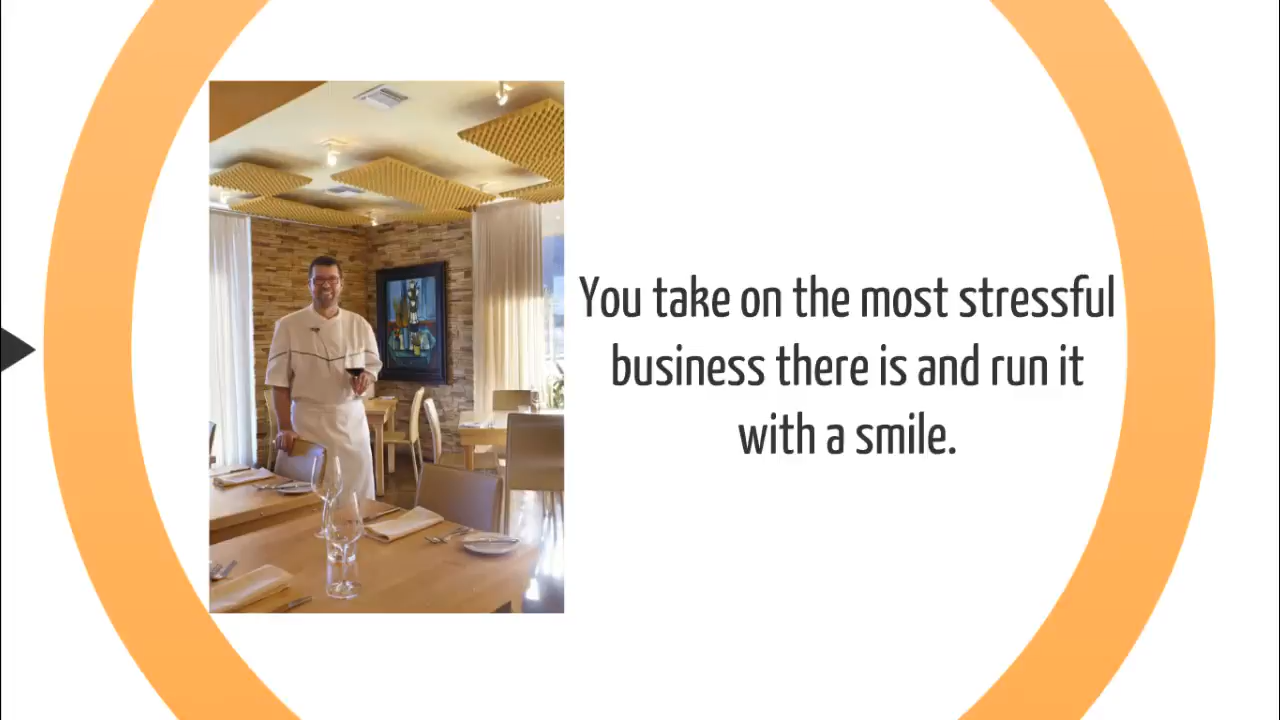 You take on the most stressful
business there is and run it
with a smile.